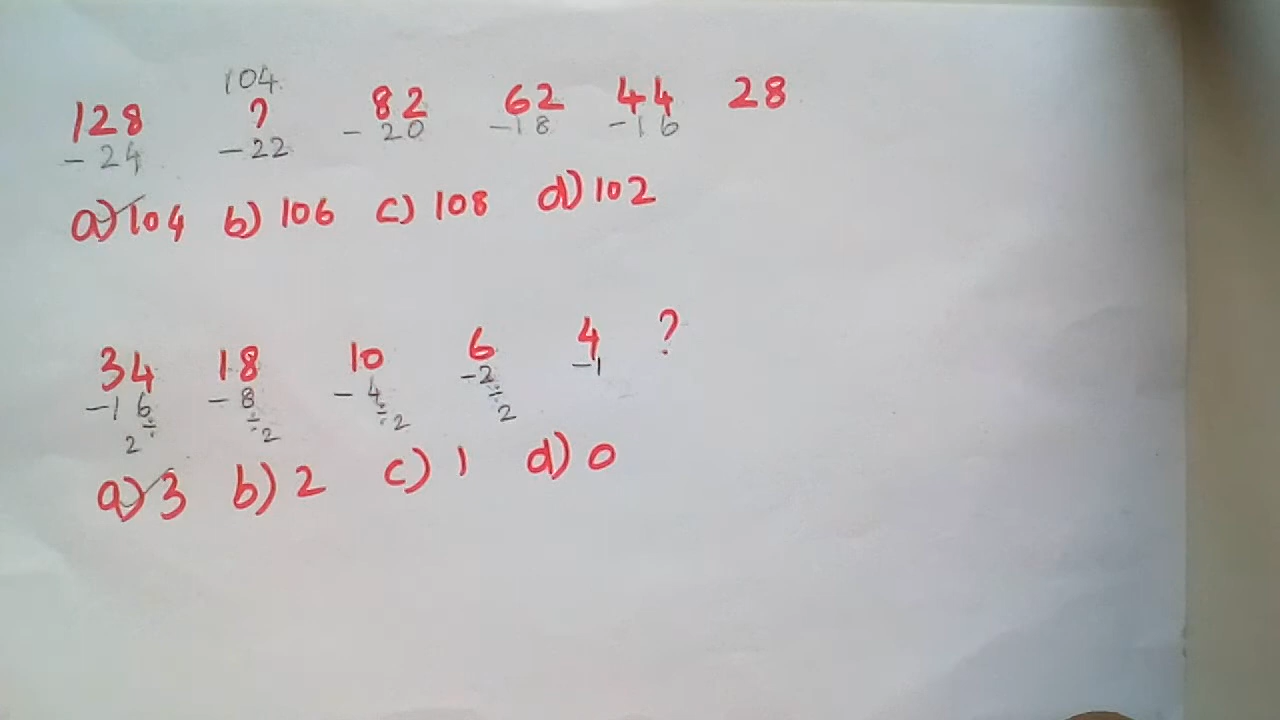 104
128 ? 82 62 44 28
- 24 - 22 - 20 - 18 - 16
a) 104 b) 106 c) 108 d) 102
34 18 10 6 4 ?
- 16 - 8 - 4 - 2 - 1
÷ 2 ÷ 2 ÷ 2 ÷ 2
a) 3 b) 2 c) 1 d) 0